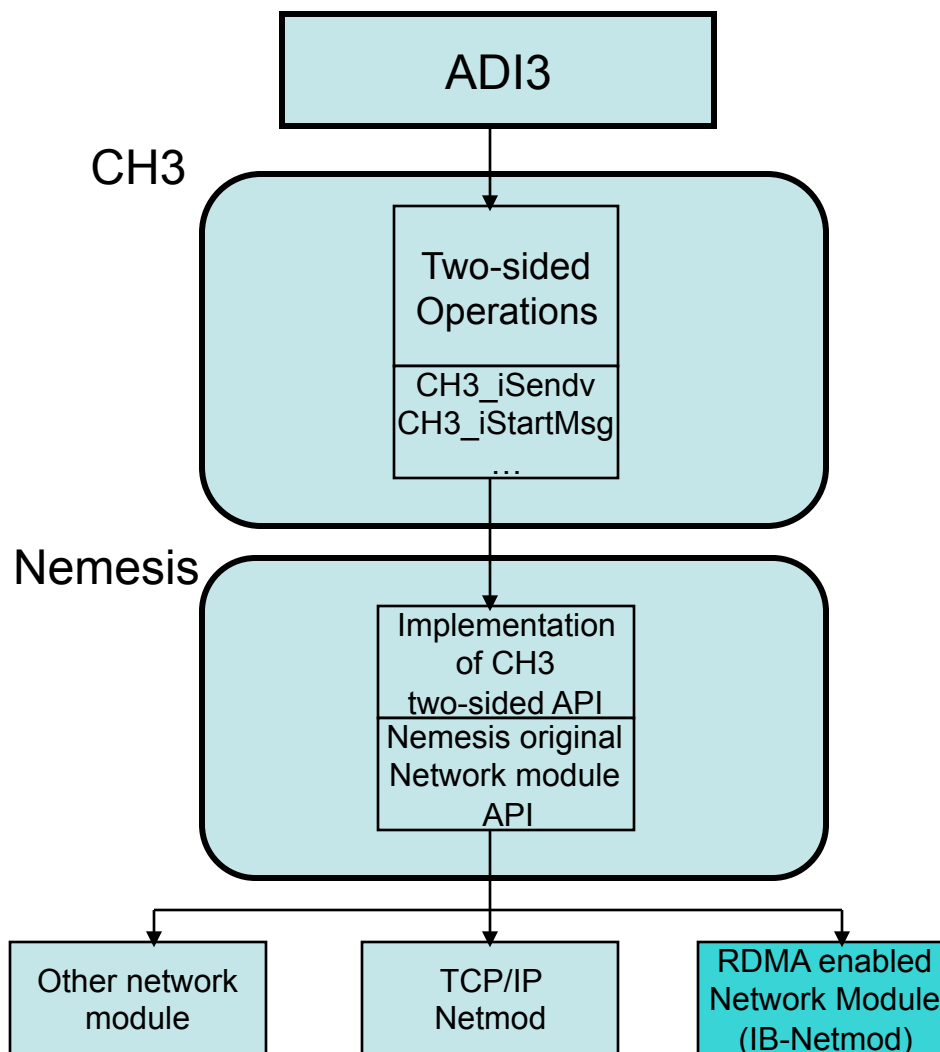 ADI3
CH3
Two-sided
Operations
CH3_iSendv
CH3_iStartMsg
…
Nemesis
Implementation
of CH3
two-sided API
Nemesis original
Network module
API
Other network
module
TCP/IP
Netmod
RDMA enabled
Network Module
(IB-Netmod)